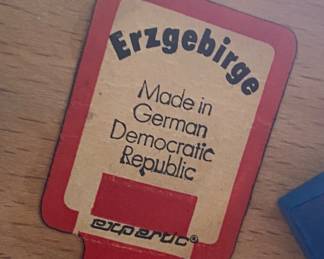 Erzgebirge
Made in
German
Democratic
Republic
expertic®